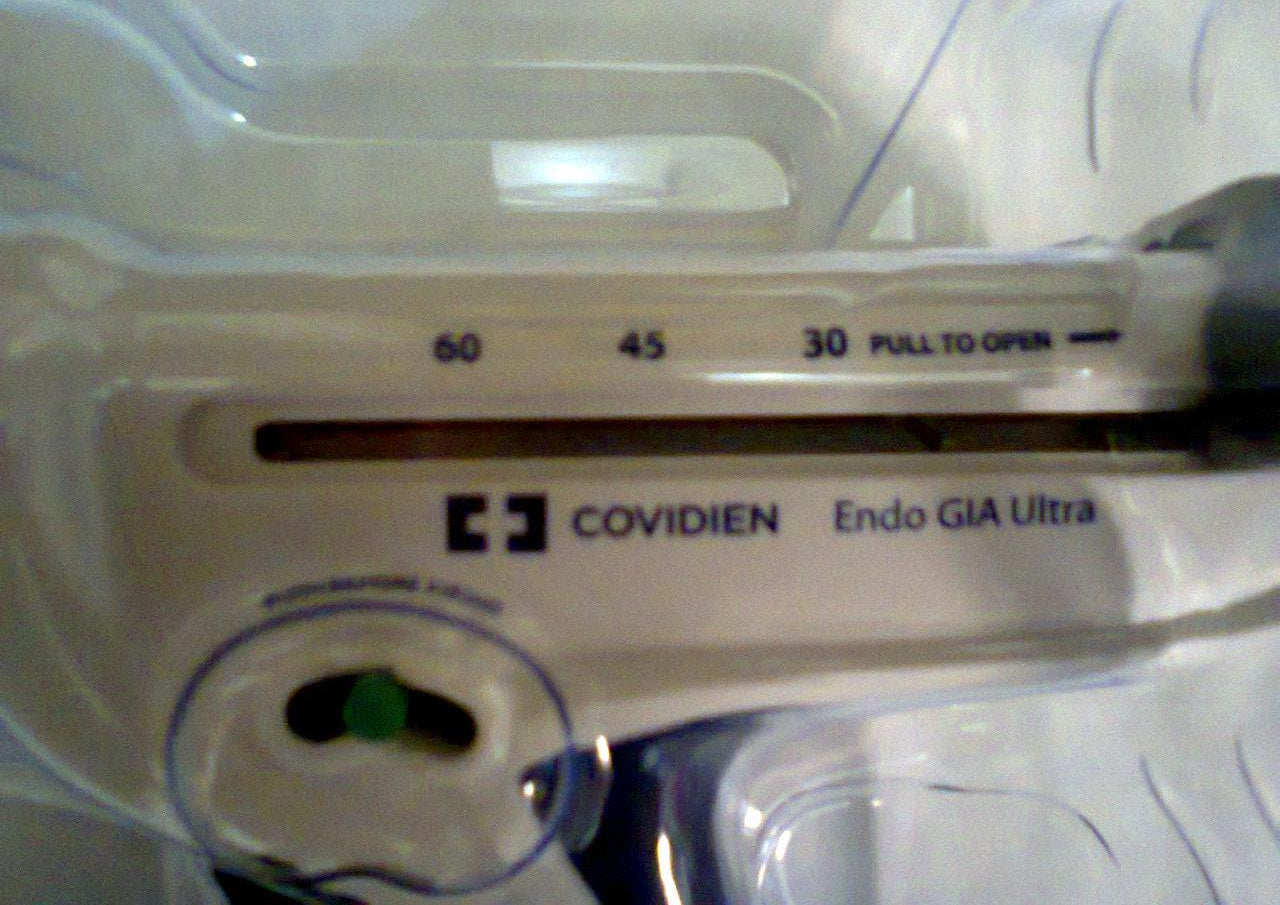 60 45 30 PULL TO OPEN
COVIDIEN Endo GIA Ultra